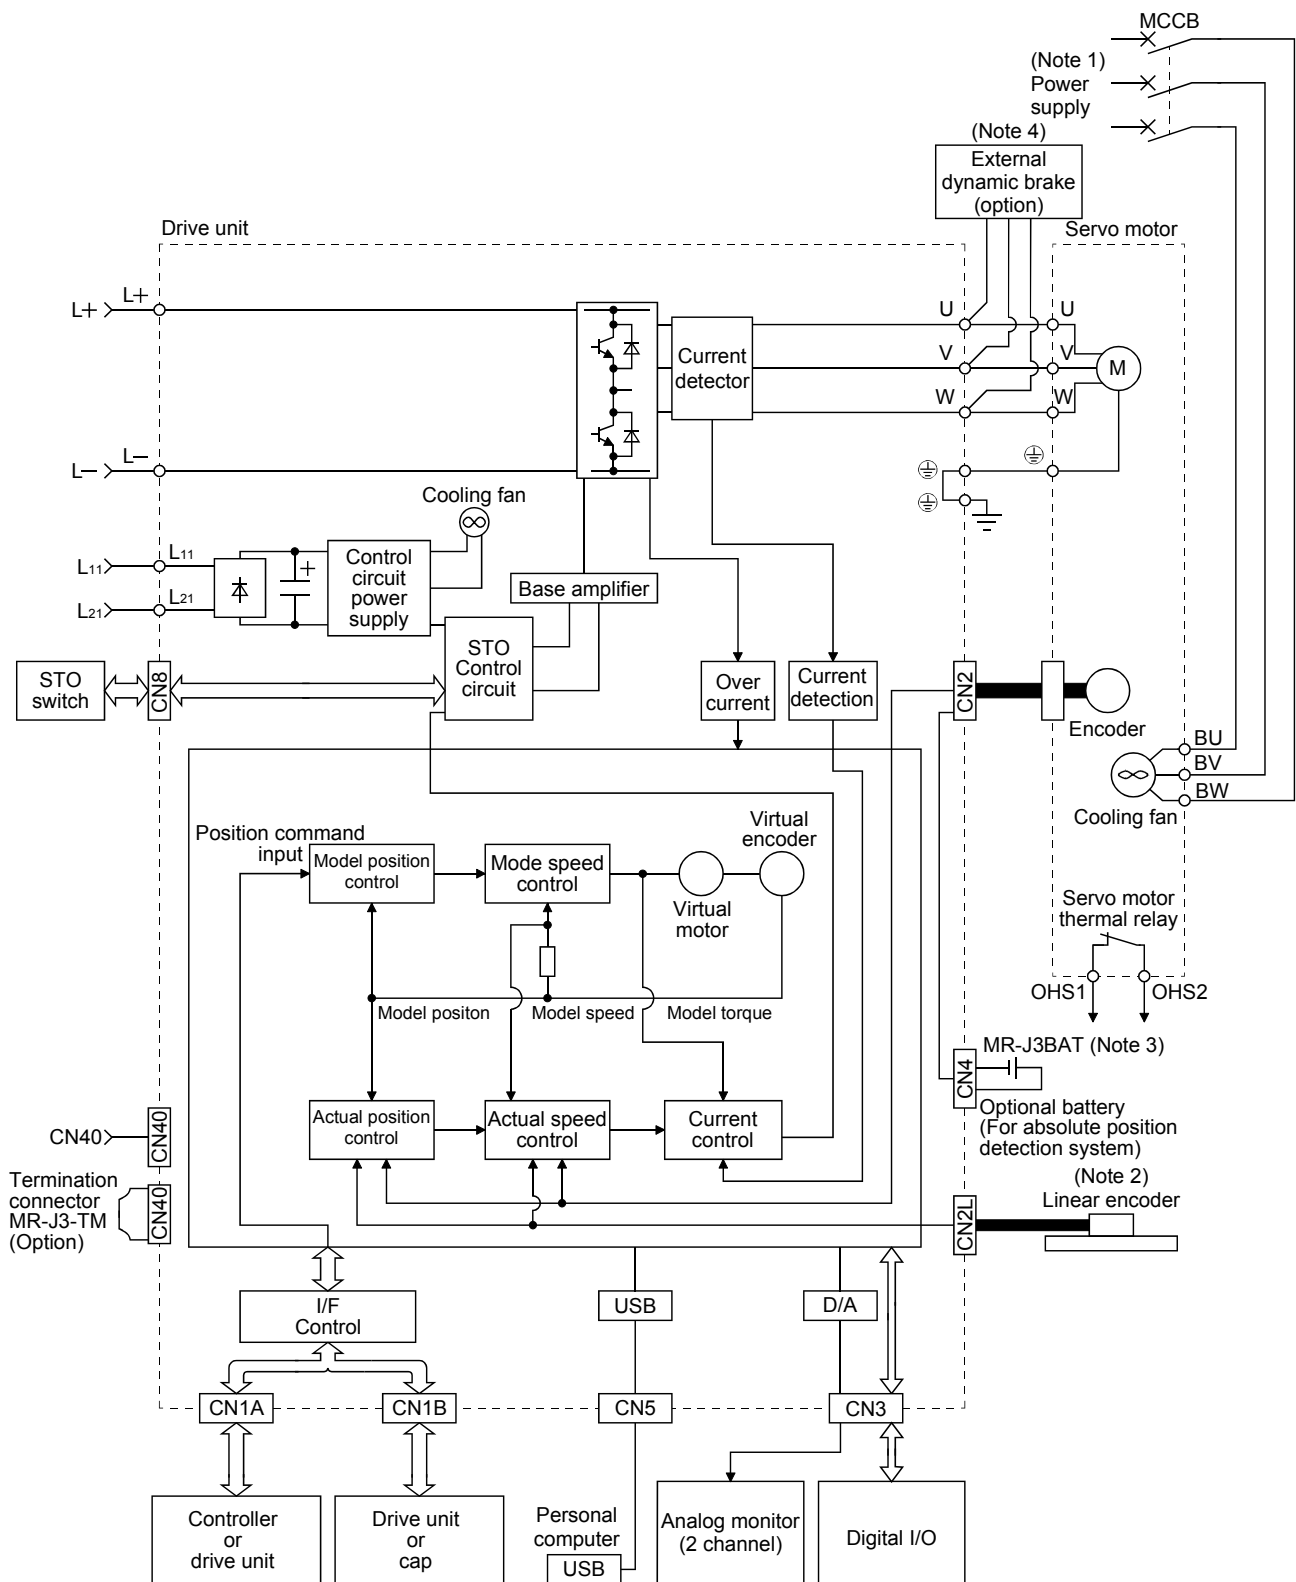 MCCB
(Note 1)
Power
supply
(Note 4)
External
dynamic brake
(option)
Drive unit
Servo motor
L+
L+
U
U
V
V
W
W
Current
detector
M
L−
L−
Cooling fan
L11
L11
L21
L21
+
Control
circuit
power
supply
Base amplifier
STO
Control
circuit
STO
switch
CN8
Over
current
Current
detection
CN2
Encoder
BU
BV
BW
Cooling fan
Position command
input
Model position
control
Mode speed
control
Virtual
encoder
Virtual
motor
Servo motor
thermal relay
OHS1
OHS2
Model positon
Model speed
Model torque
MR-J3BAT (Note 3)
CN4
Optional battery
(For absolute position
detection system)
Actual position
control
Actual speed
control
Current
control
CN40
CN40
Termination
connector
MR-J3-TM
(Option)
CN40
(Note 2)
Linear encoder
CN2L
I/F
Control
USB
D/A
CN1A
CN1B
CN5
CN3
Controller
or
drive unit
Drive unit
or
cap
Personal
computer
USB
Analog monitor
(2 channel)
Digital I/O